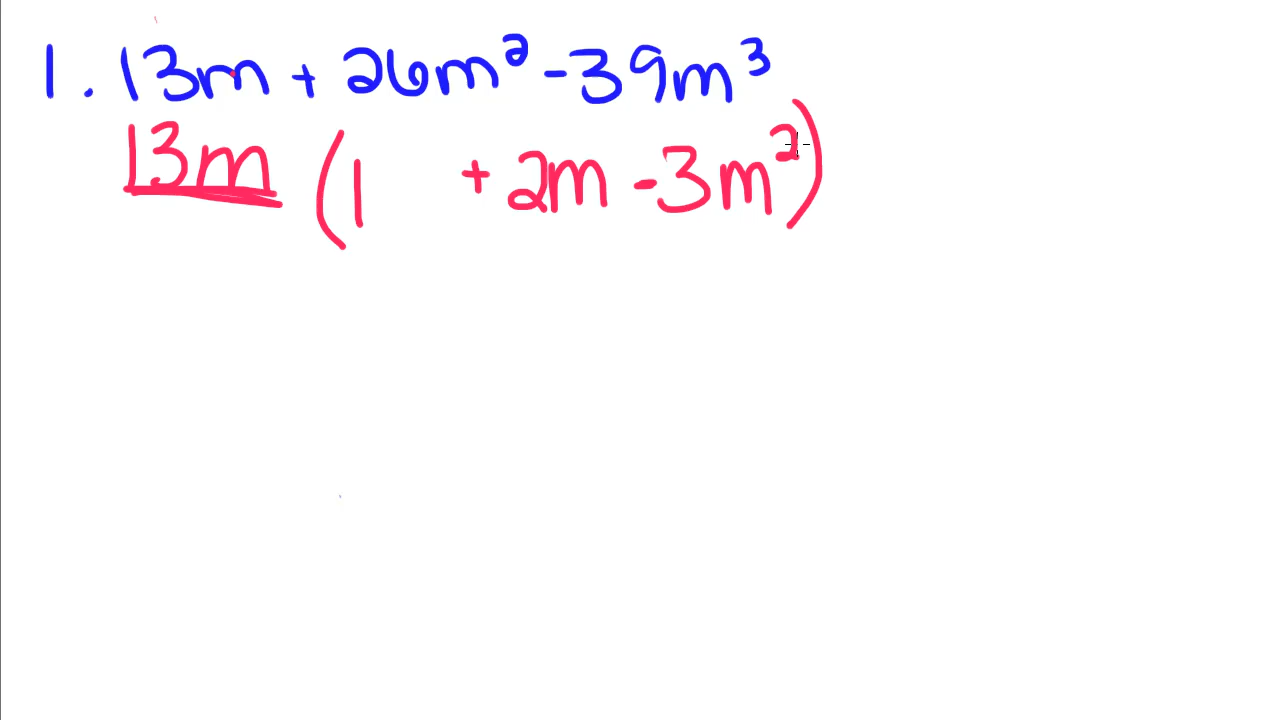 1. 13m + 26m² - 39m³
13m (1 + 2m - 3m²)